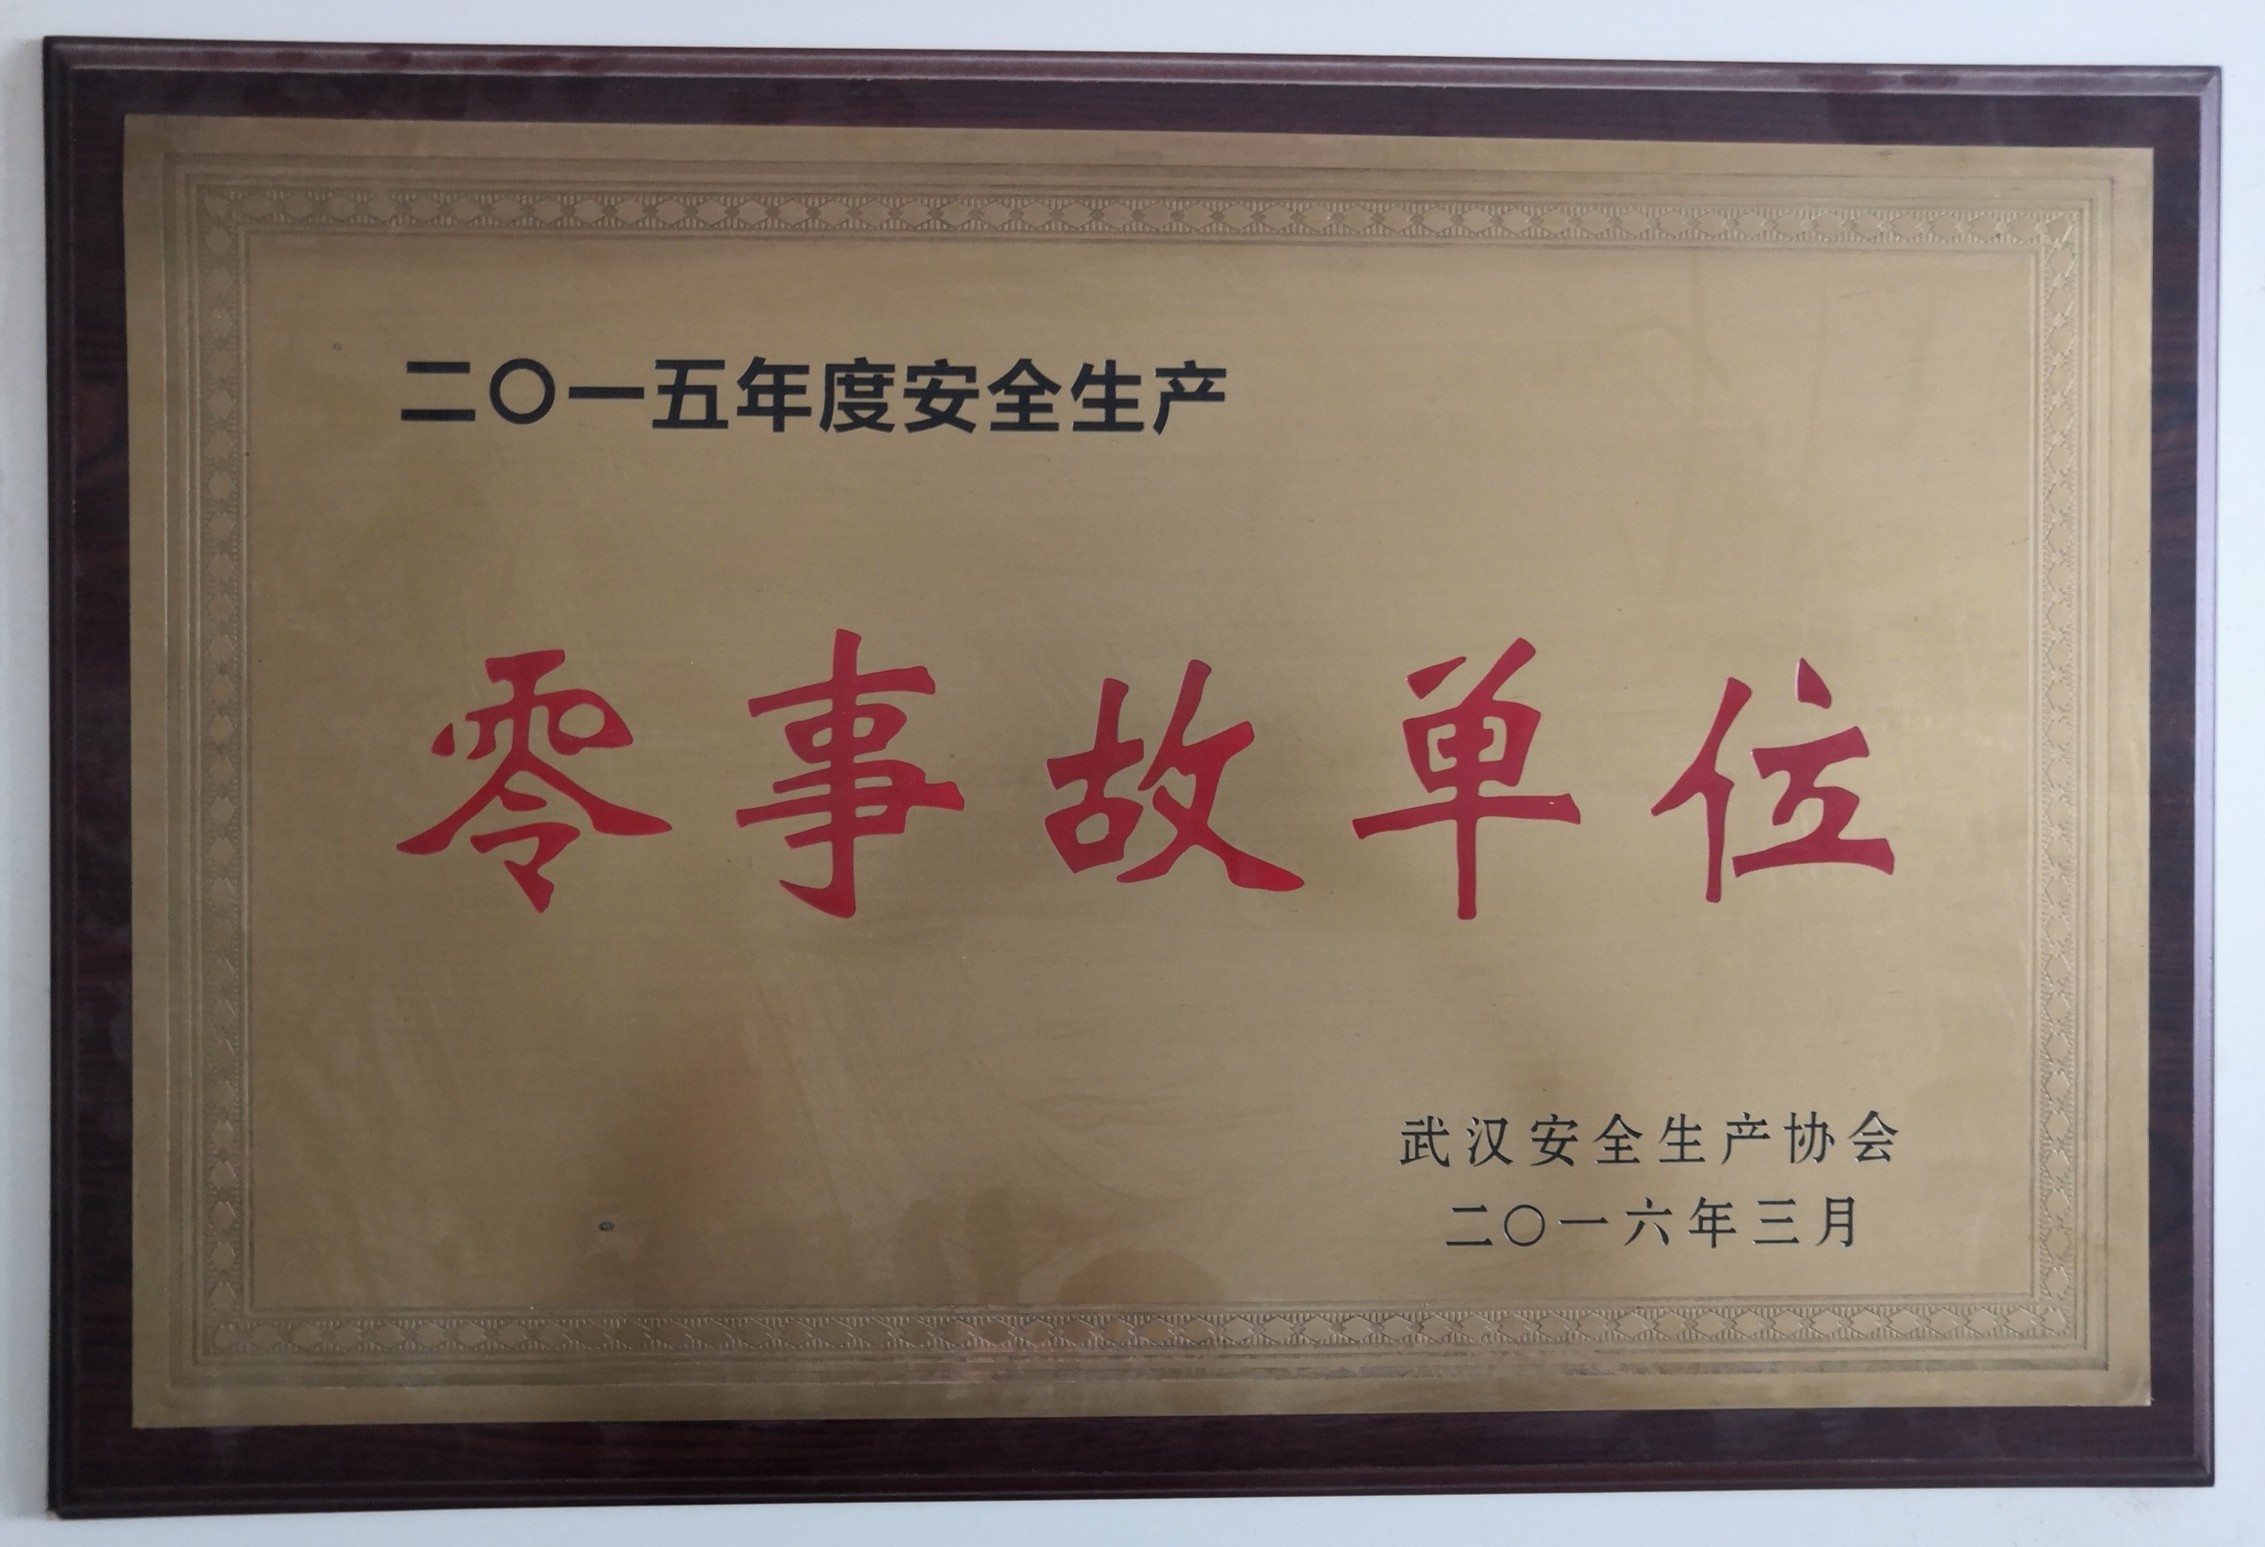 二〇一五年度安全生产
零事故单位
武汉安全生产协会
二〇一六年三月